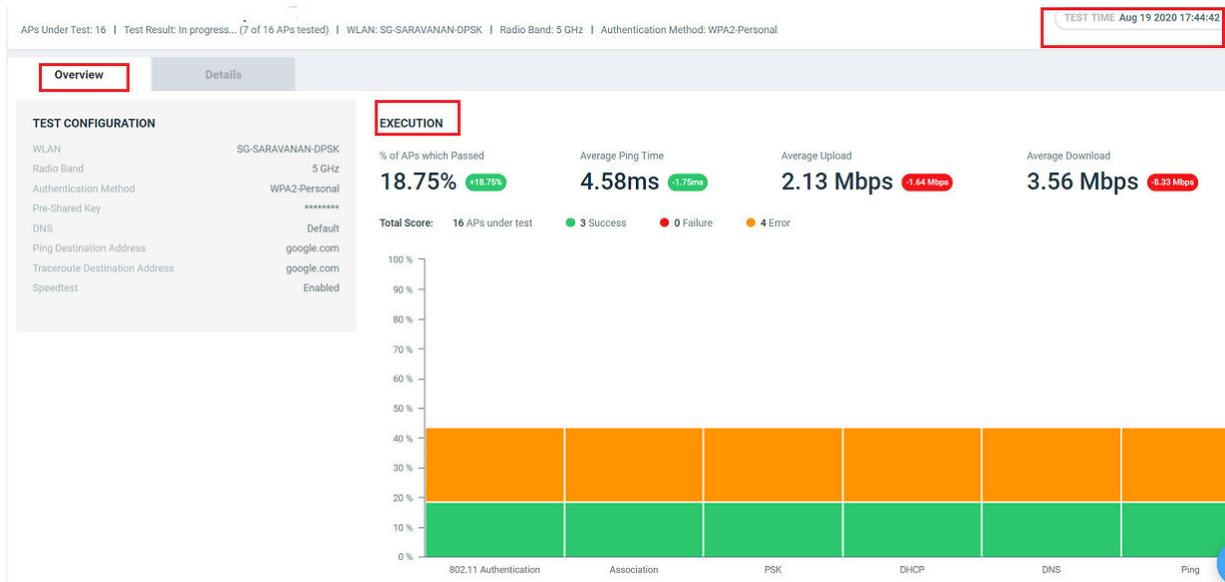 APs Under Test: 16 | Test Result: In progress... (7 of 16 APs tested) | WLAN: SG-SARAVANAN-DPSK | Radio Band: 5 GHz | Authentication Method: WPA2-Personal
TEST TIME Aug 19 2020 17:44:42
Overview Details
TEST CONFIGURATION
WLAN SG-SARAVANAN-DPSK
Radio Band 5 GHz
Authentication Method WPA2-Personal
Pre-Shared Key ********
DNS Default
Ping Destination Address google.com
Traceroute Destination Address google.com
Speedtest Enabled
EXECUTION
% of APs which Passed Average Ping Time Average Upload Average Download
18.75% +18.75% 4.58ms -1.75ms 2.13 Mbps -1.64 Mbps 3.56 Mbps -8.33 Mbps
Total Score: 16 APs under test 3 Success 0 Failure 4 Error
100 %
90 %
80 %
70 %
60 %
50 %
40 %
30 %
20 %
10 %
0 %
802.11 Authentication Association PSK DHCP DNS Ping